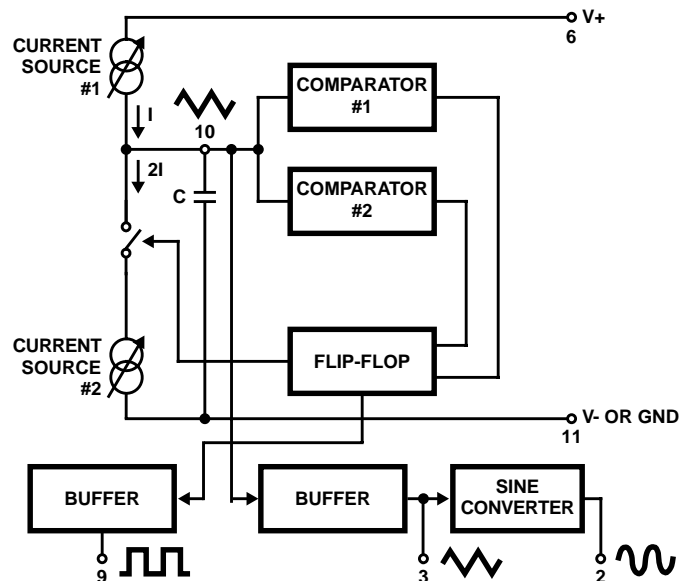 V+
6
CURRENT
SOURCE
#1
I
10
COMPARATOR
#1
2I
C
COMPARATOR
#2
CURRENT
SOURCE
#2
FLIP-FLOP
V- OR GND
11
BUFFER
BUFFER
SINE
CONVERTER
9
3
2